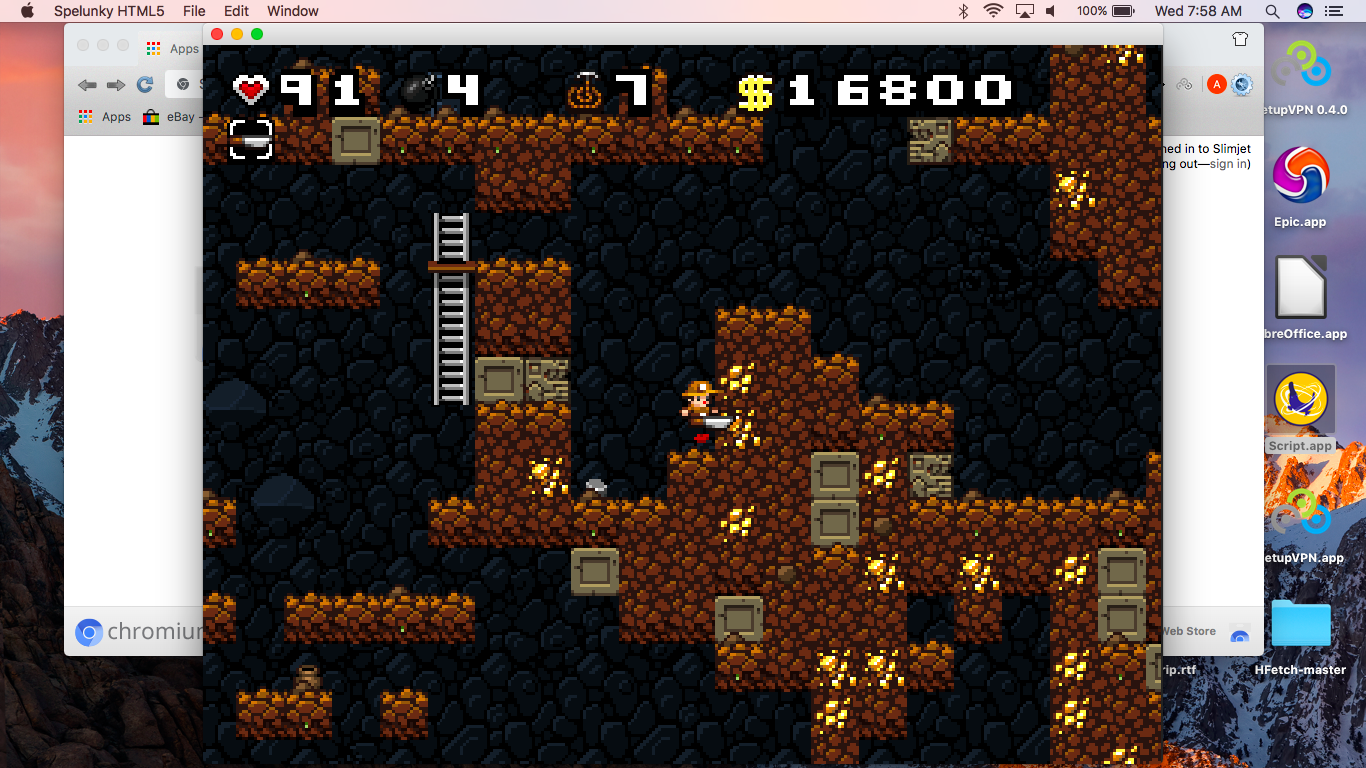 Spelunky HTML5 File Edit Window 100% Wed 7:58 AM
Apps
S
Apps eBay -
91 4 7 $16800
ned in to Slimjet
ng out—sign in)
etupVPN 0.4.0
Epic.app
breOffice.app
Script.app
etupVPN.app
chromium
Web Store
rip.rtf
HFetch-master
A